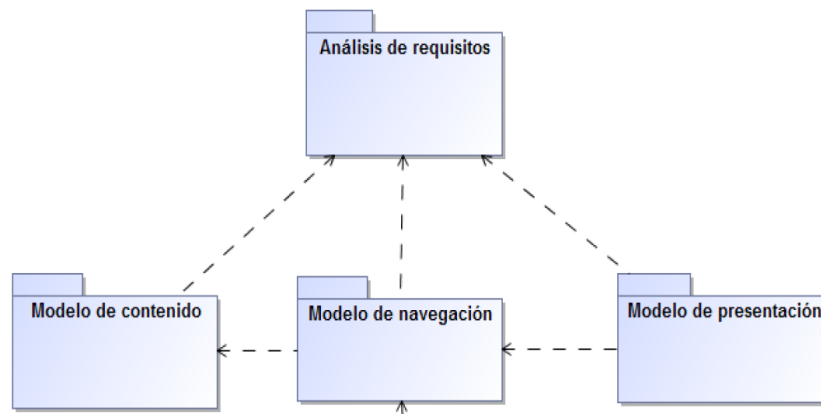 Análisis de requisitos
Modelo de contenido
Modelo de navegación
Modelo de presentación